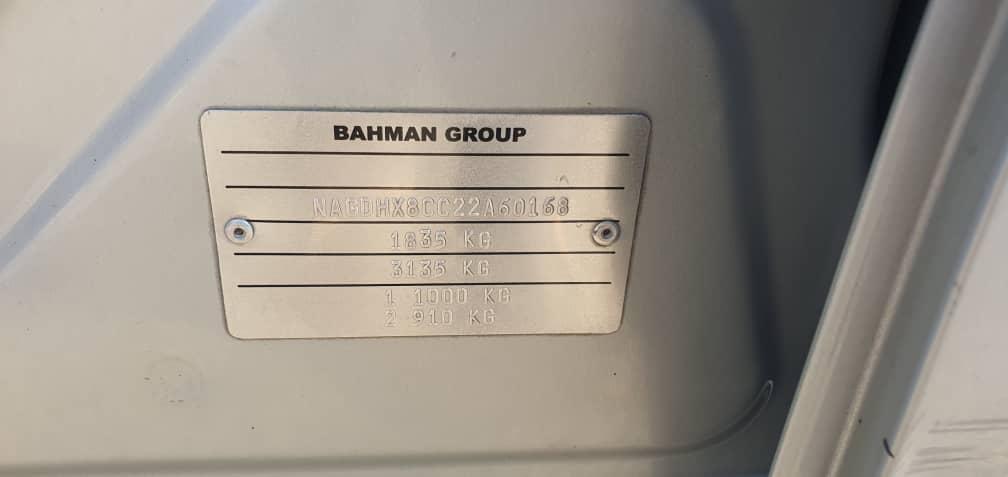 BAHMAN GROUP
NAGDHX8CC22A60168
1835 KG
3135 KG
1 1000 KG
2 910 KG